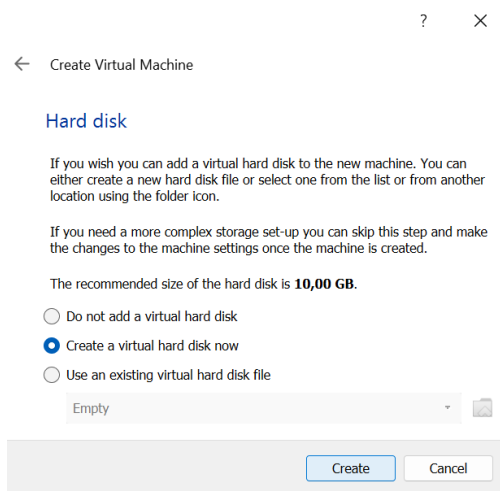 ?
Create Virtual Machine
Hard disk
If you wish you can add a virtual hard disk to the new machine. You can
either create a new hard disk file or select one from the list or from another
location using the folder icon.
If you need a more complex storage set-up you can skip this step and make
the changes to the machine settings once the machine is created.
The recommended size of the hard disk is 10,00 GB.
Do not add a virtual hard disk
Create a virtual hard disk now
Use an existing virtual hard disk file
Empty
Create Cancel